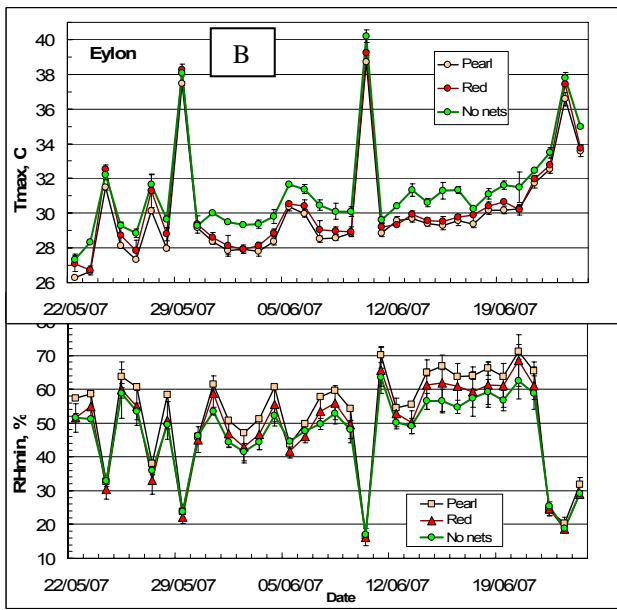 Eylon
B
Pearl
Red
No nets
Tmax, C
40
38
36
34
32
30
28
26
22/05/07 29/05/07 05/06/07 12/06/07 19/06/07
RHmin, %
80
70
60
50
40
30
20
10
Pearl
Red
No nets
22/05/07 29/05/07 05/06/07 12/06/07 19/06/07
Date